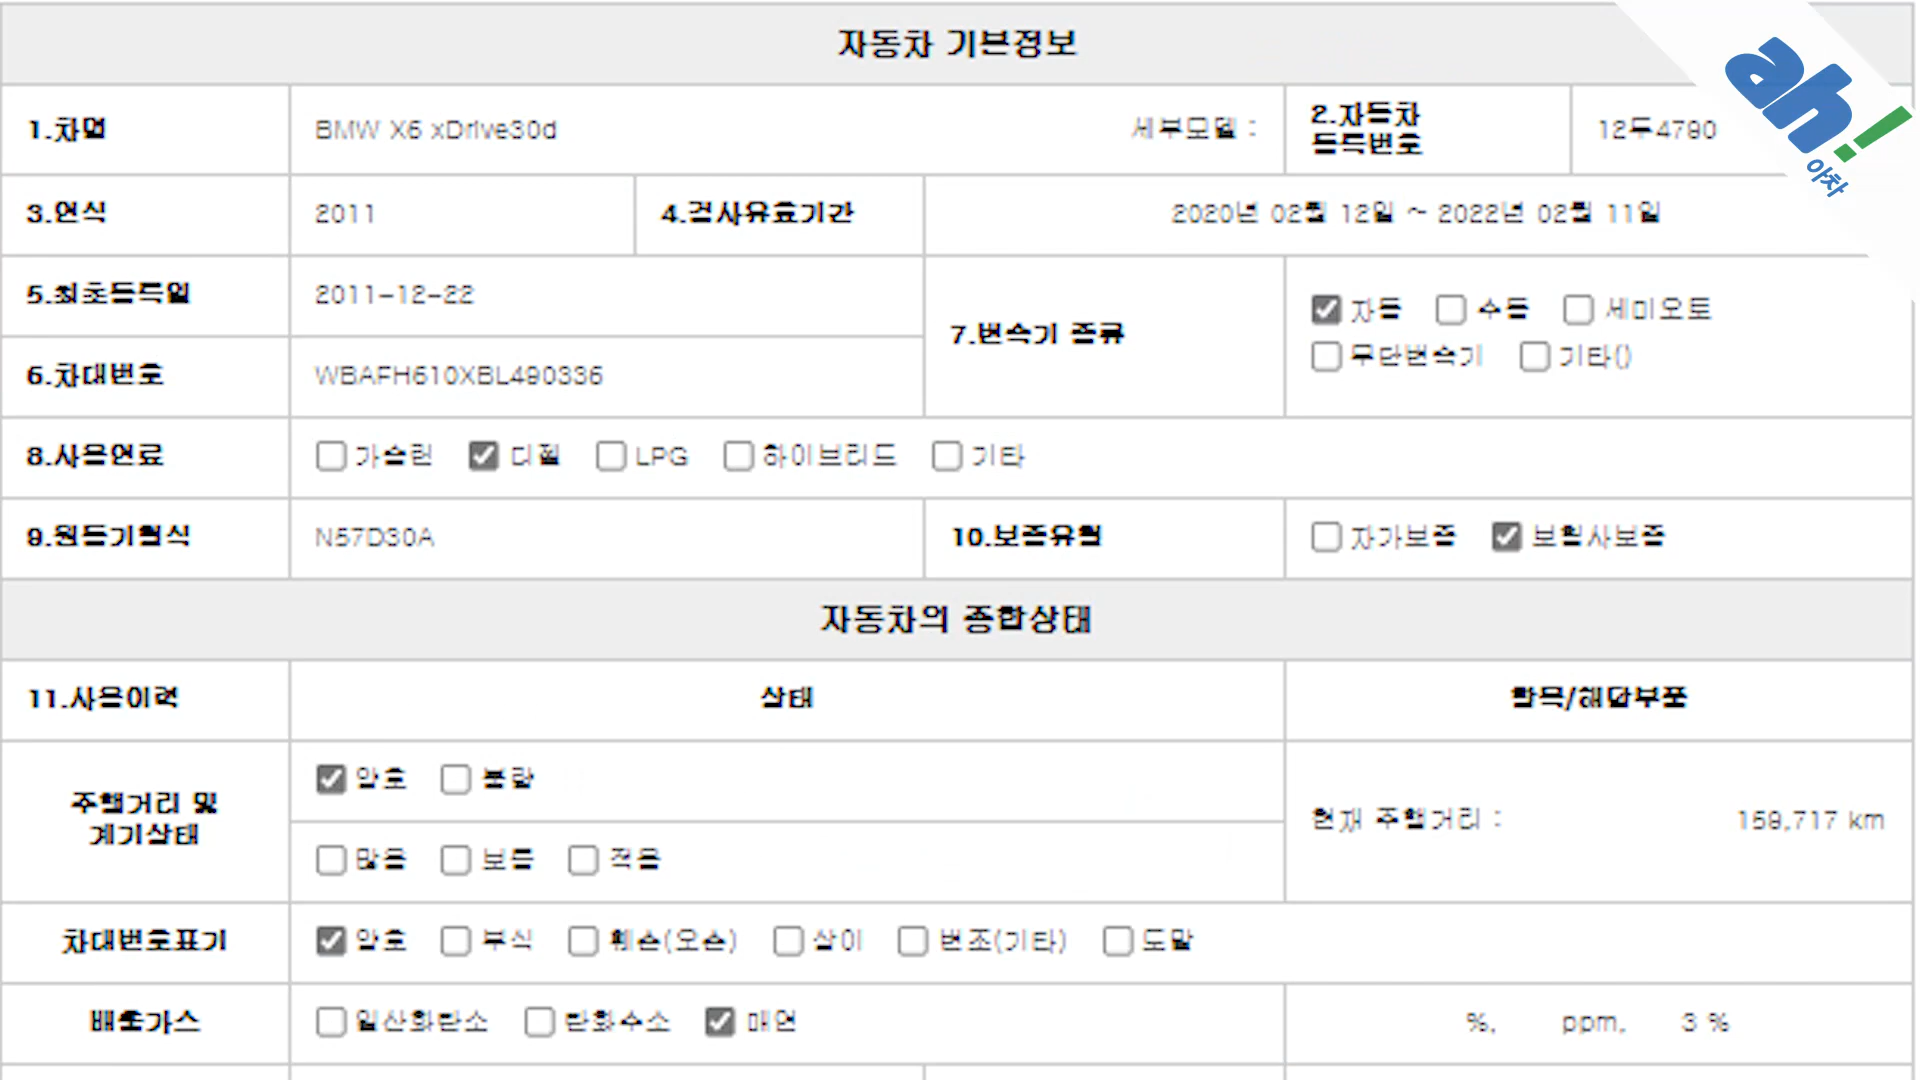 자동차 기본정보
1.차명
BMW X6 xDrive30d
세부모델 :
2.자동차
등록번호
12두4790
3.연식
2011
4.검사유효기간
2020년 02월 12일 ~ 2022년 02월 11일
5.최초등록일
2011-12-22
7.변속기 종류
자동 수동 세미오토
무단변속기 기타()
6.차대번호
WBAFH610XBL490336
8.사용연료
가솔린 디젤 LPG 하이브리드 기타
9.원동기형식
N57D30A
10.보증유형
자가보증 보험사보증
자동차의 종합상태
11.사용이력
상태
항목/해당부품
주행거리 및
계기상태
양호 불량
많음 보통 적음
현재 주행거리 :
159,717 km
차대번호표기
양호 부식 훼손(오손) 상이 변조(기타) 도말
배출가스
일산화탄소 탄화수소 매연
%, ppm, 3 %
ah!
아차